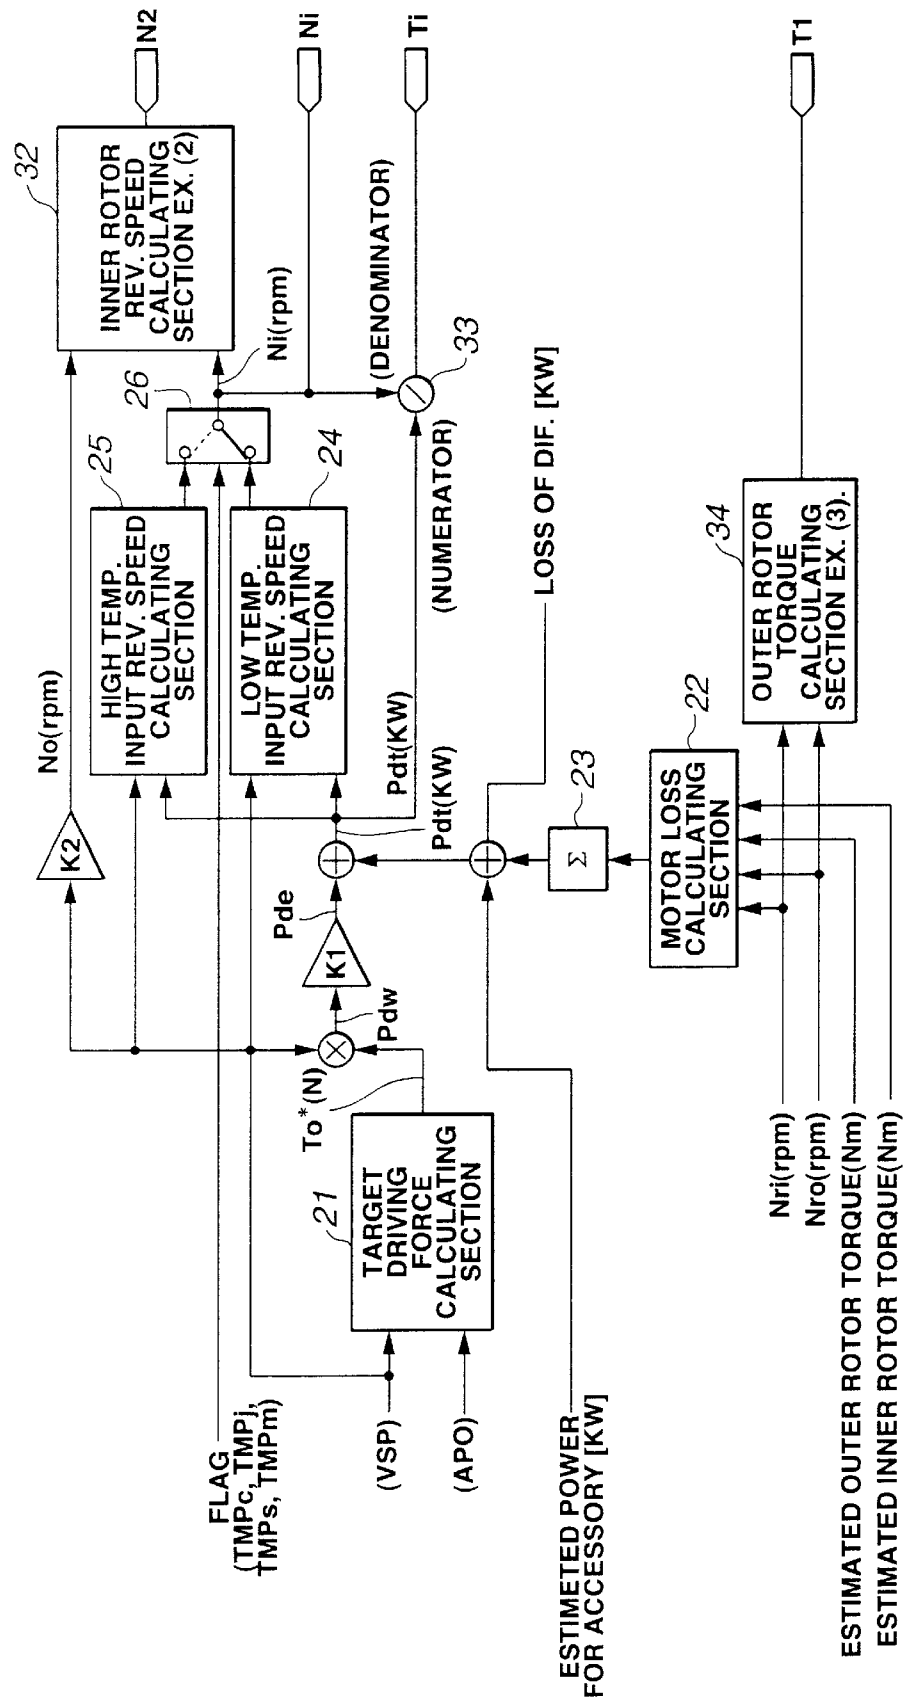 N2
Ni
Ti
T1
32
INNER ROTOR
REV. SPEED
CALCULATING
SECTION EX. (2)
Ni(rpm)
(DENOMINATOR)
33
26
25
HIGH TEMP.
INPUT REV. SPEED
CALCULATING
SECTION
24
LOW TEMP.
INPUT REV. SPEED
CALCULATING
SECTION
(NUMERATOR)
LOSS OF DIF. [KW]
34
OUTER ROTOR
TORQUE
CALCULATING
SECTION EX. (3).
No(rpm)
K2
Pdt(KW)
Pdt(KW)
Pde
K1
Pdw
To*(N)
23
Σ
22
MOTOR LOSS
CALCULATING
SECTION
21
TARGET
DRIVING
FORCE
CALCULATING
SECTION
FLAG
(TMPc, TMPj,
TMPs, TMPm)
(VSP)
(APO)
ESTIMETED POWER
FOR ACCESSORY [KW]
Nri(rpm)
Nro(rpm)
ESTIMATED OUTER ROTOR TORQUE(Nm)
ESTIMATED INNER ROTOR TORQUE(Nm)